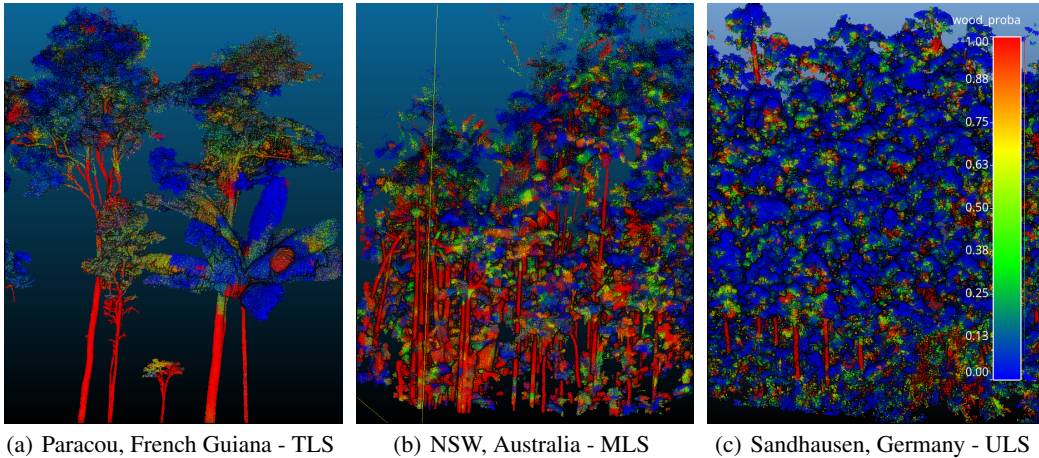 wood_proba
1.00
0.88
0.75
0.63
0.50
0.38
0.25
0.13
0.00
(a) Paracou, French Guiana - TLS
(b) NSW, Australia - MLS
(c) Sandhausen, Germany - ULS